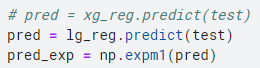 # pred = xg_reg.predict(test)
pred = lg_reg.predict(test)
pred_exp = np.expm1(pred)